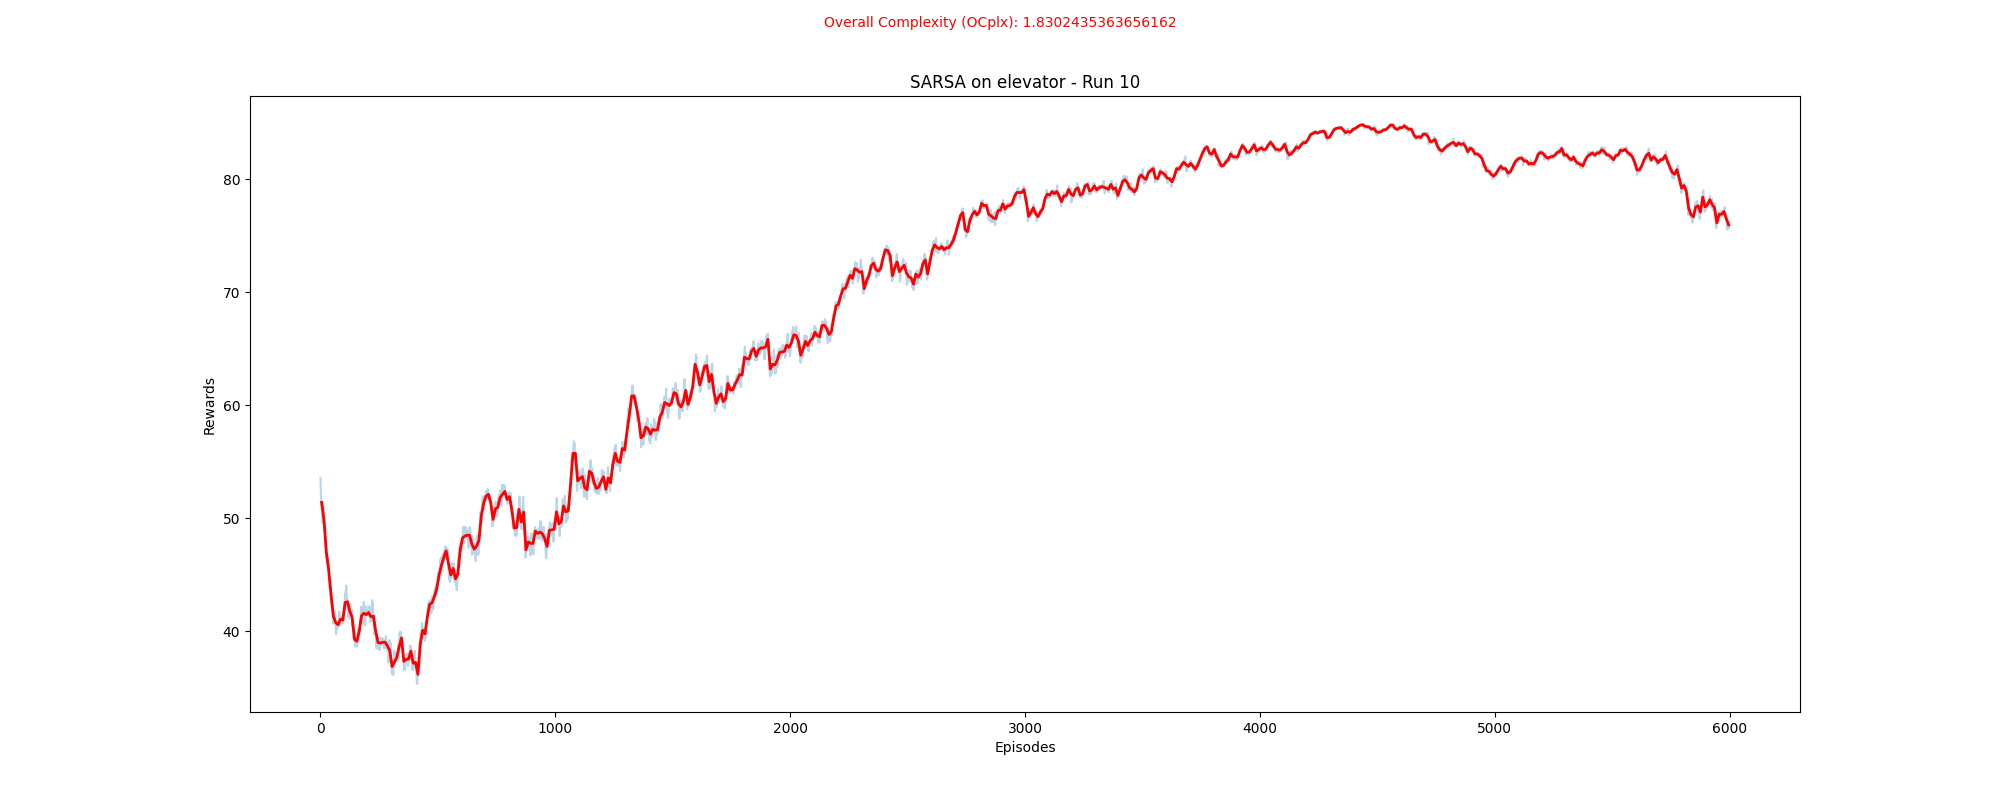 Overall Complexity (OCplx): 1.8302435363656162
SARSA on elevator - Run 10
80
70
60
50
40
Rewards
0 1000 2000 3000 4000 5000 6000
Episodes